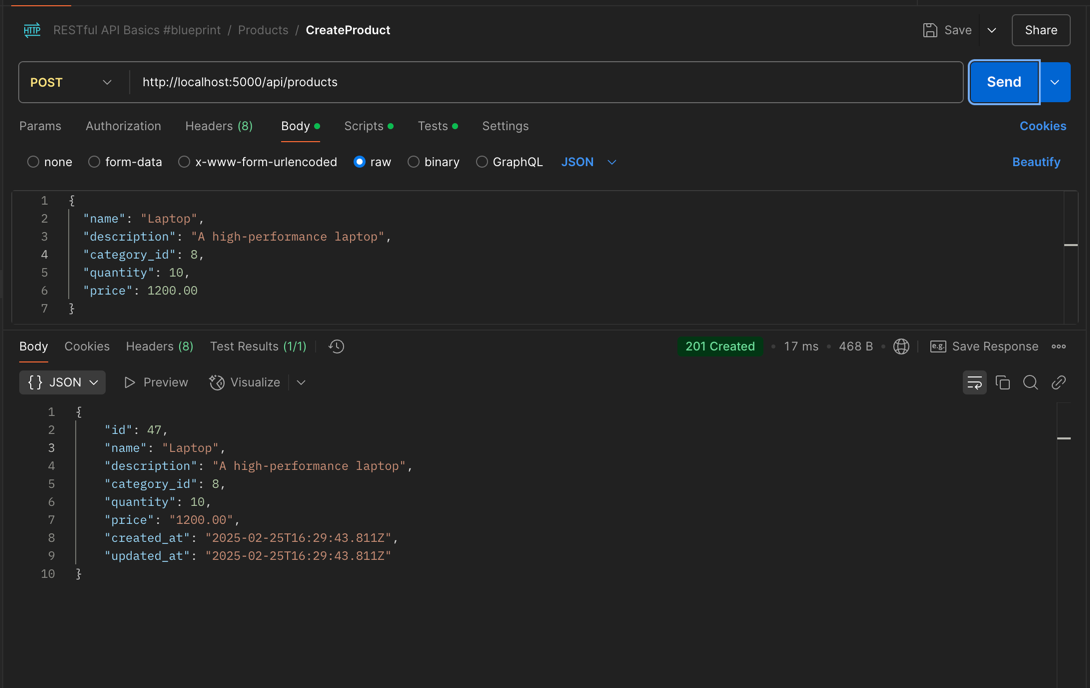 HTTP RESTful API Basics #blueprint / Products / CreateProduct Save Share
POST http://localhost:5000/api/products Send
Params Authorization Headers (8) Body Scripts Tests Settings Cookies
none form-data x-www-form-urlencoded raw binary GraphQL JSON Beautify
1 {
2 "name": "Laptop",
3 "description": "A high-performance laptop",
4 "category_id": 8,
5 "quantity": 10,
6 "price": 1200.00
7 }
Body Cookies Headers (8) Test Results (1/1) 201 Created • 17 ms • 468 B • e.g. Save Response
{} JSON Preview Visualize
1 {
2 "id": 47,
3 "name": "Laptop",
4 "description": "A high-performance laptop",
5 "category_id": 8,
6 "quantity": 10,
7 "price": "1200.00",
8 "created_at": "2025-02-25T16:29:43.811Z",
9 "updated_at": "2025-02-25T16:29:43.811Z"
10 }